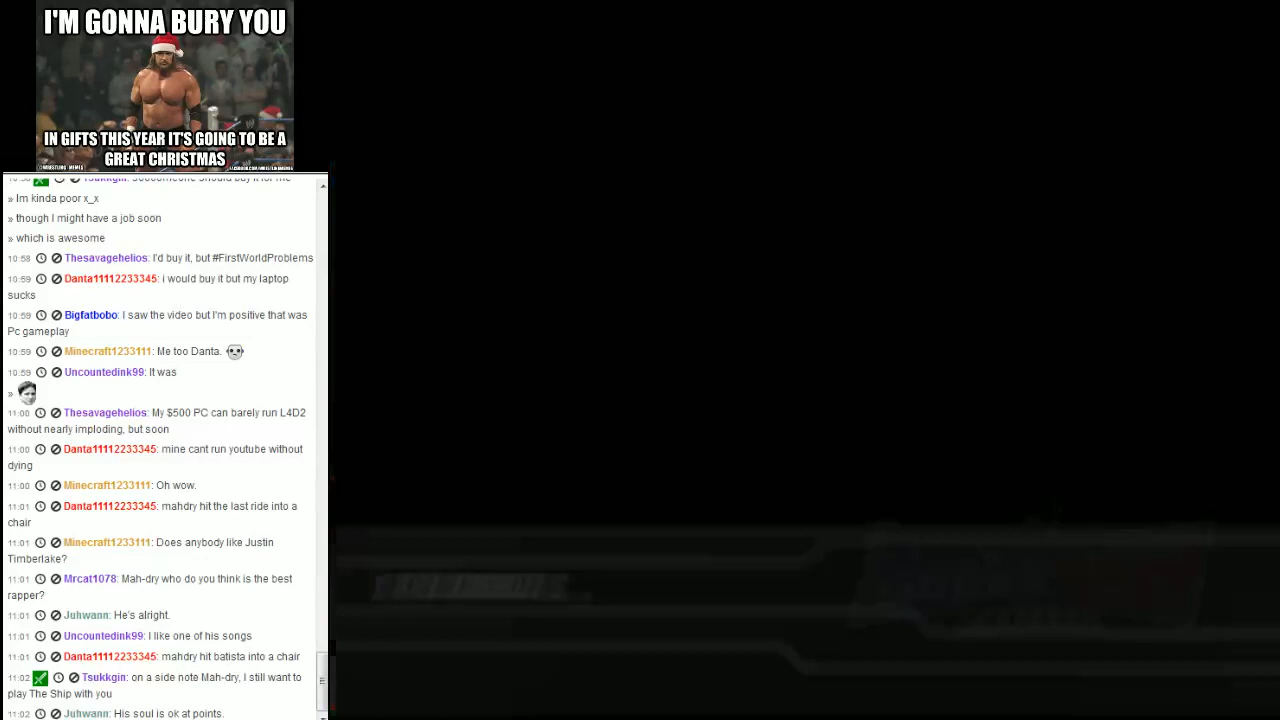 I'M GONNA BURY YOU
IN GIFTS THIS YEAR IT'S GOING TO BE A
GREAT CHRISTMAS
Tsukkgin: Soooomeone should buy it for me
» Im kinda poor x_x
» though I might have a job soon
» which is awesome
10:58 Thesavagehelios: I'd buy it, but #FirstWorldProblems
10:59 Danta11112233345: i would buy it but my laptop
sucks
10:59 Bigfatbobo: I saw the video but I'm positive that was
Pc gameplay
10:59 Minecraft1233111: Me too Danta.
10:59 Uncountedink99: It was
»
11:00 Thesavagehelios: My $500 PC can barely run L4D2
without nearly imploding, but soon
11:00 Danta11112233345: mine cant run youtube without
dying
11:00 Minecraft1233111: Oh wow.
11:01 Danta11112233345: mahdry hit the last ride into a
chair
11:01 Minecraft1233111: Does anybody like Justin
Timberlake?
11:01 Mrcat1078: Mah-dry who do you think is the best
rapper?
11:01 Juhwann: He's alright.
11:01 Uncountedink99: I like one of his songs
11:01 Danta11112233345: mahdry hit batista into a chair
11:02 Tsukkgin: on a side note Mah-dry, I still want to
play The Ship with you
11:02 Juhwann: His soul is ok at points.